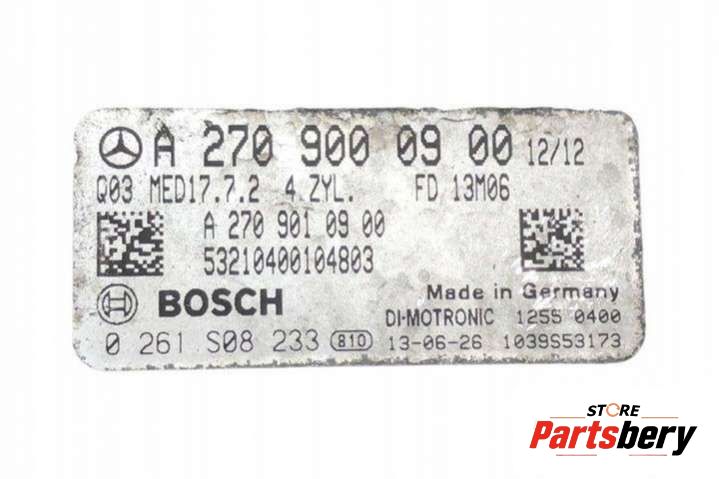 A 270 900 09 00 12/12
Q03 MED17.7.2 4 ZYL. FD 13M06
A 270 901 09 00
53210400104803
BOSCH Made in Germany
DI-MOTRONIC 1255 0400
0 261 S08 233 810 13-06-26 1039S53173
STORE
Partsbery